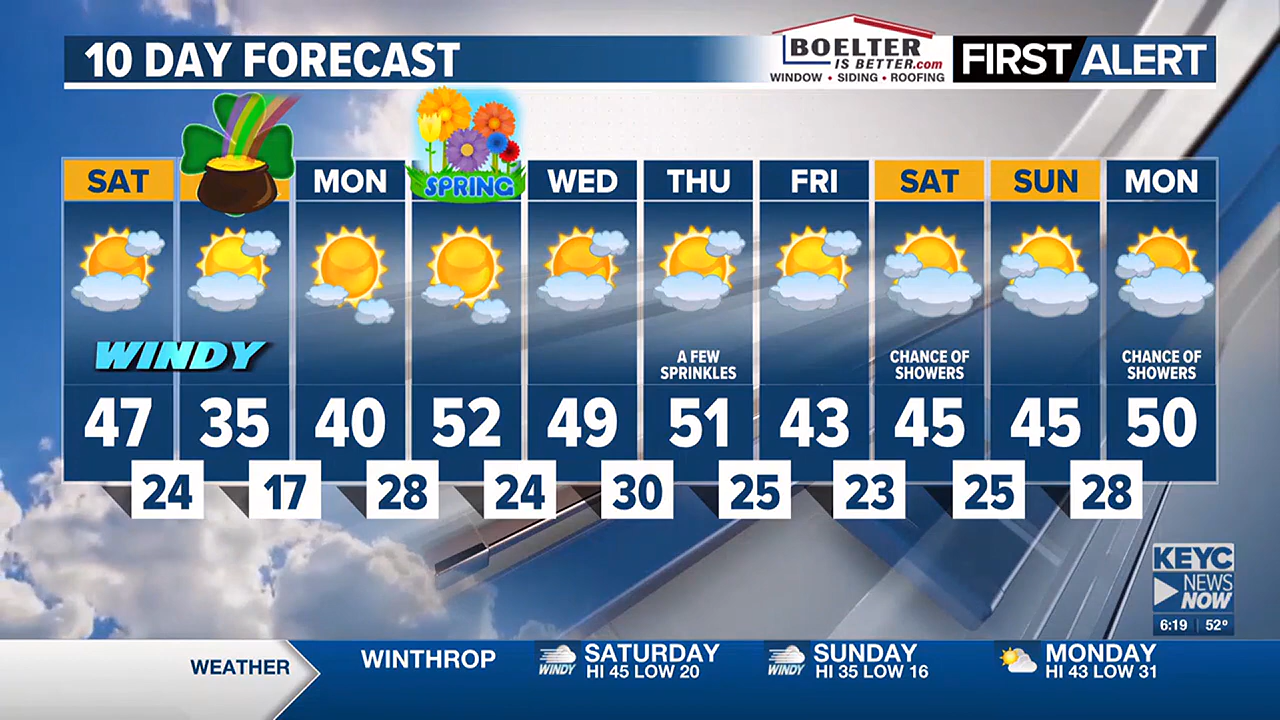 10 DAY FORECAST
BOELTER
IS BETTER.com
WINDOW • SIDING • ROOFING
FIRST ALERT
SAT
MON
SPRING
WED
THU
FRI
SAT
SUN
MON
WINDY
A FEW
SPRINKLES
CHANCE OF
SHOWERS
CHANCE OF
SHOWERS
47 35 40 52 49 51 43 45 45 50
24 17 28 24 30 25 23 25 28
KEYC
NEWS
NOW
6:19 52º
WEATHER
WINTHROP
WINDY
SATURDAY
HI 45 LOW 20
WINDY
SUNDAY
HI 35 LOW 16
MONDAY
HI 43 LOW 31